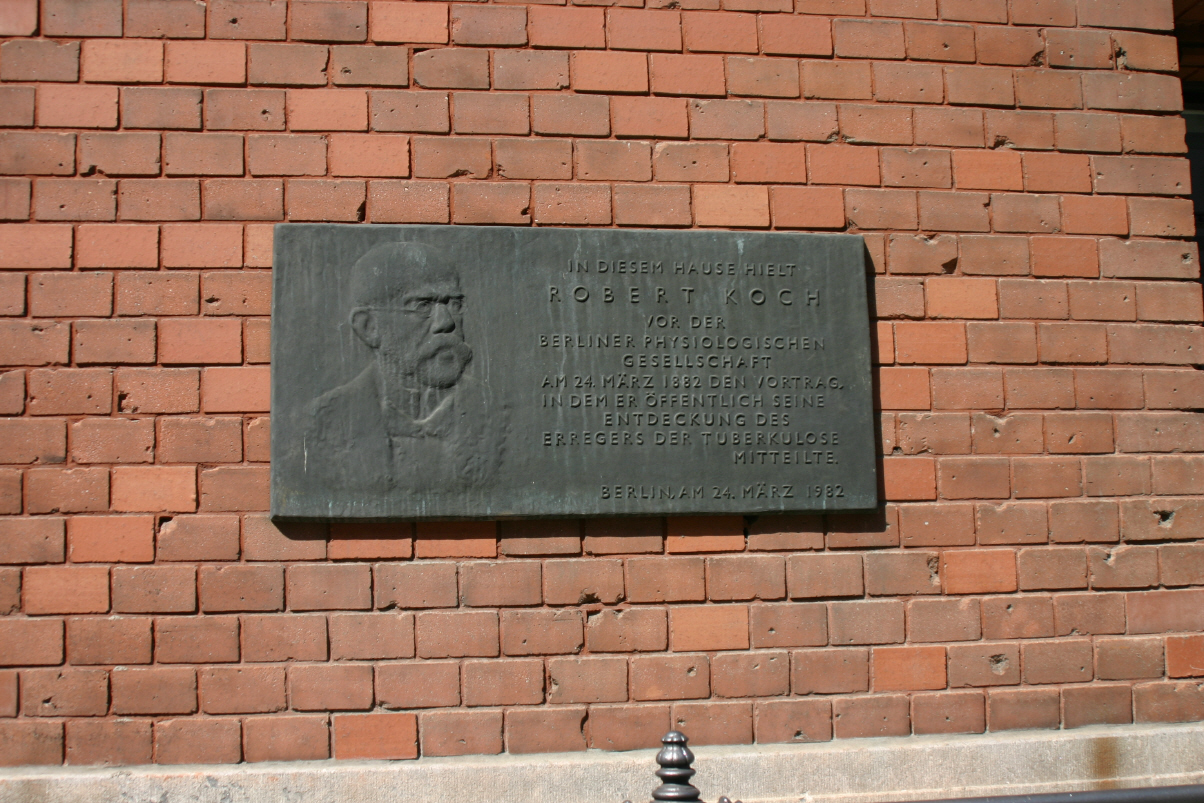 IN DIESEM HAUSE HIELT
ROBERT KOCH
VOR DER
BERLINER PHYSIOLOGISCHEN
GESELLSCHAFT
AM 24. MÄRZ 1882 DEN VORTRAG,
IN DEM ER ÖFFENTLICH SEINE
ENTDECKUNG DES
ERREGERS DER TUBERKULOSE
MITTEILTE.
BERLIN, AM 24. MÄRZ 1982